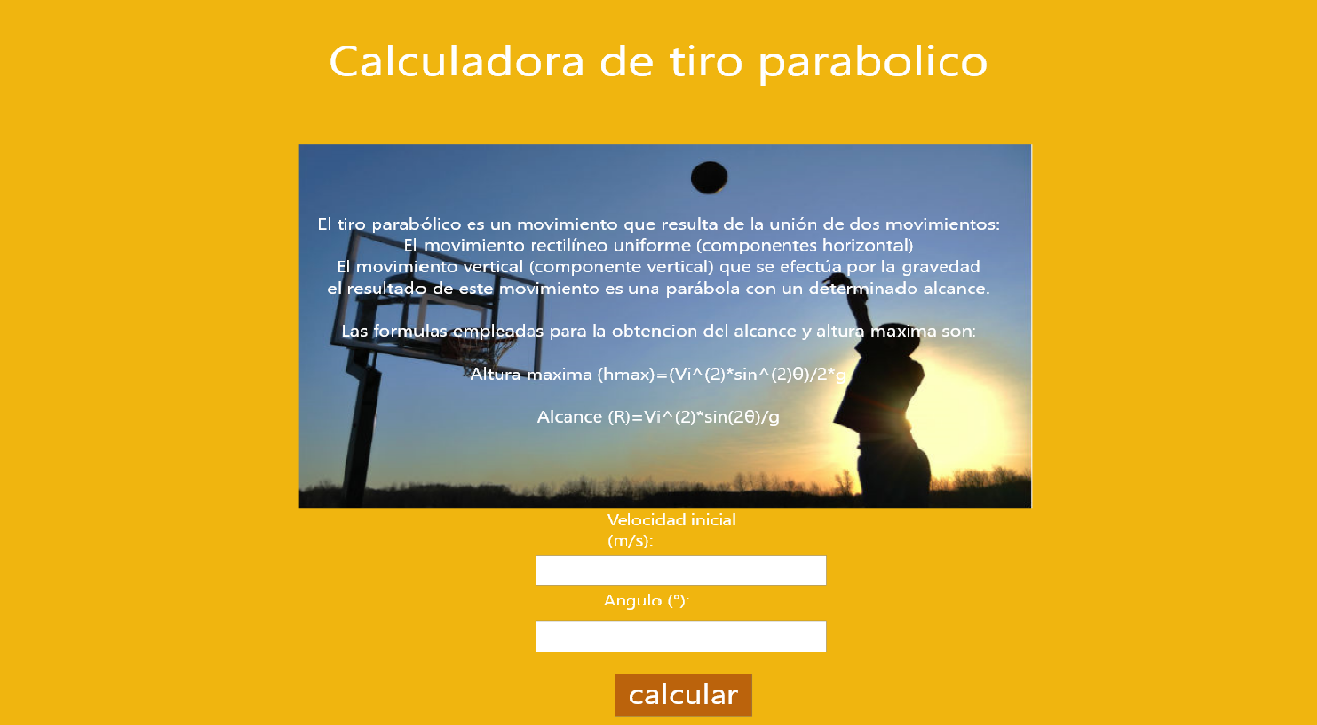 Calculadora de tiro parabolico
El tiro parabólico es un movimiento que resulta de la unión de dos movimientos:
El movimiento rectilíneo uniforme (componentes horizontal)
El movimiento vertical (componente vertical) que se efectúa por la gravedad
el resultado de este movimiento es una parábola con un determinado alcance.
Las formulas empleadas para la obtencion del alcance y altura maxima son:
Altura maxima (hmax)=(Vi^(2)*sin^(2)θ)/2*g
Alcance (R)=Vi^(2)*sin(2θ)/g
Velocidad inicial
(m/s):
Angulo (°):
calcular